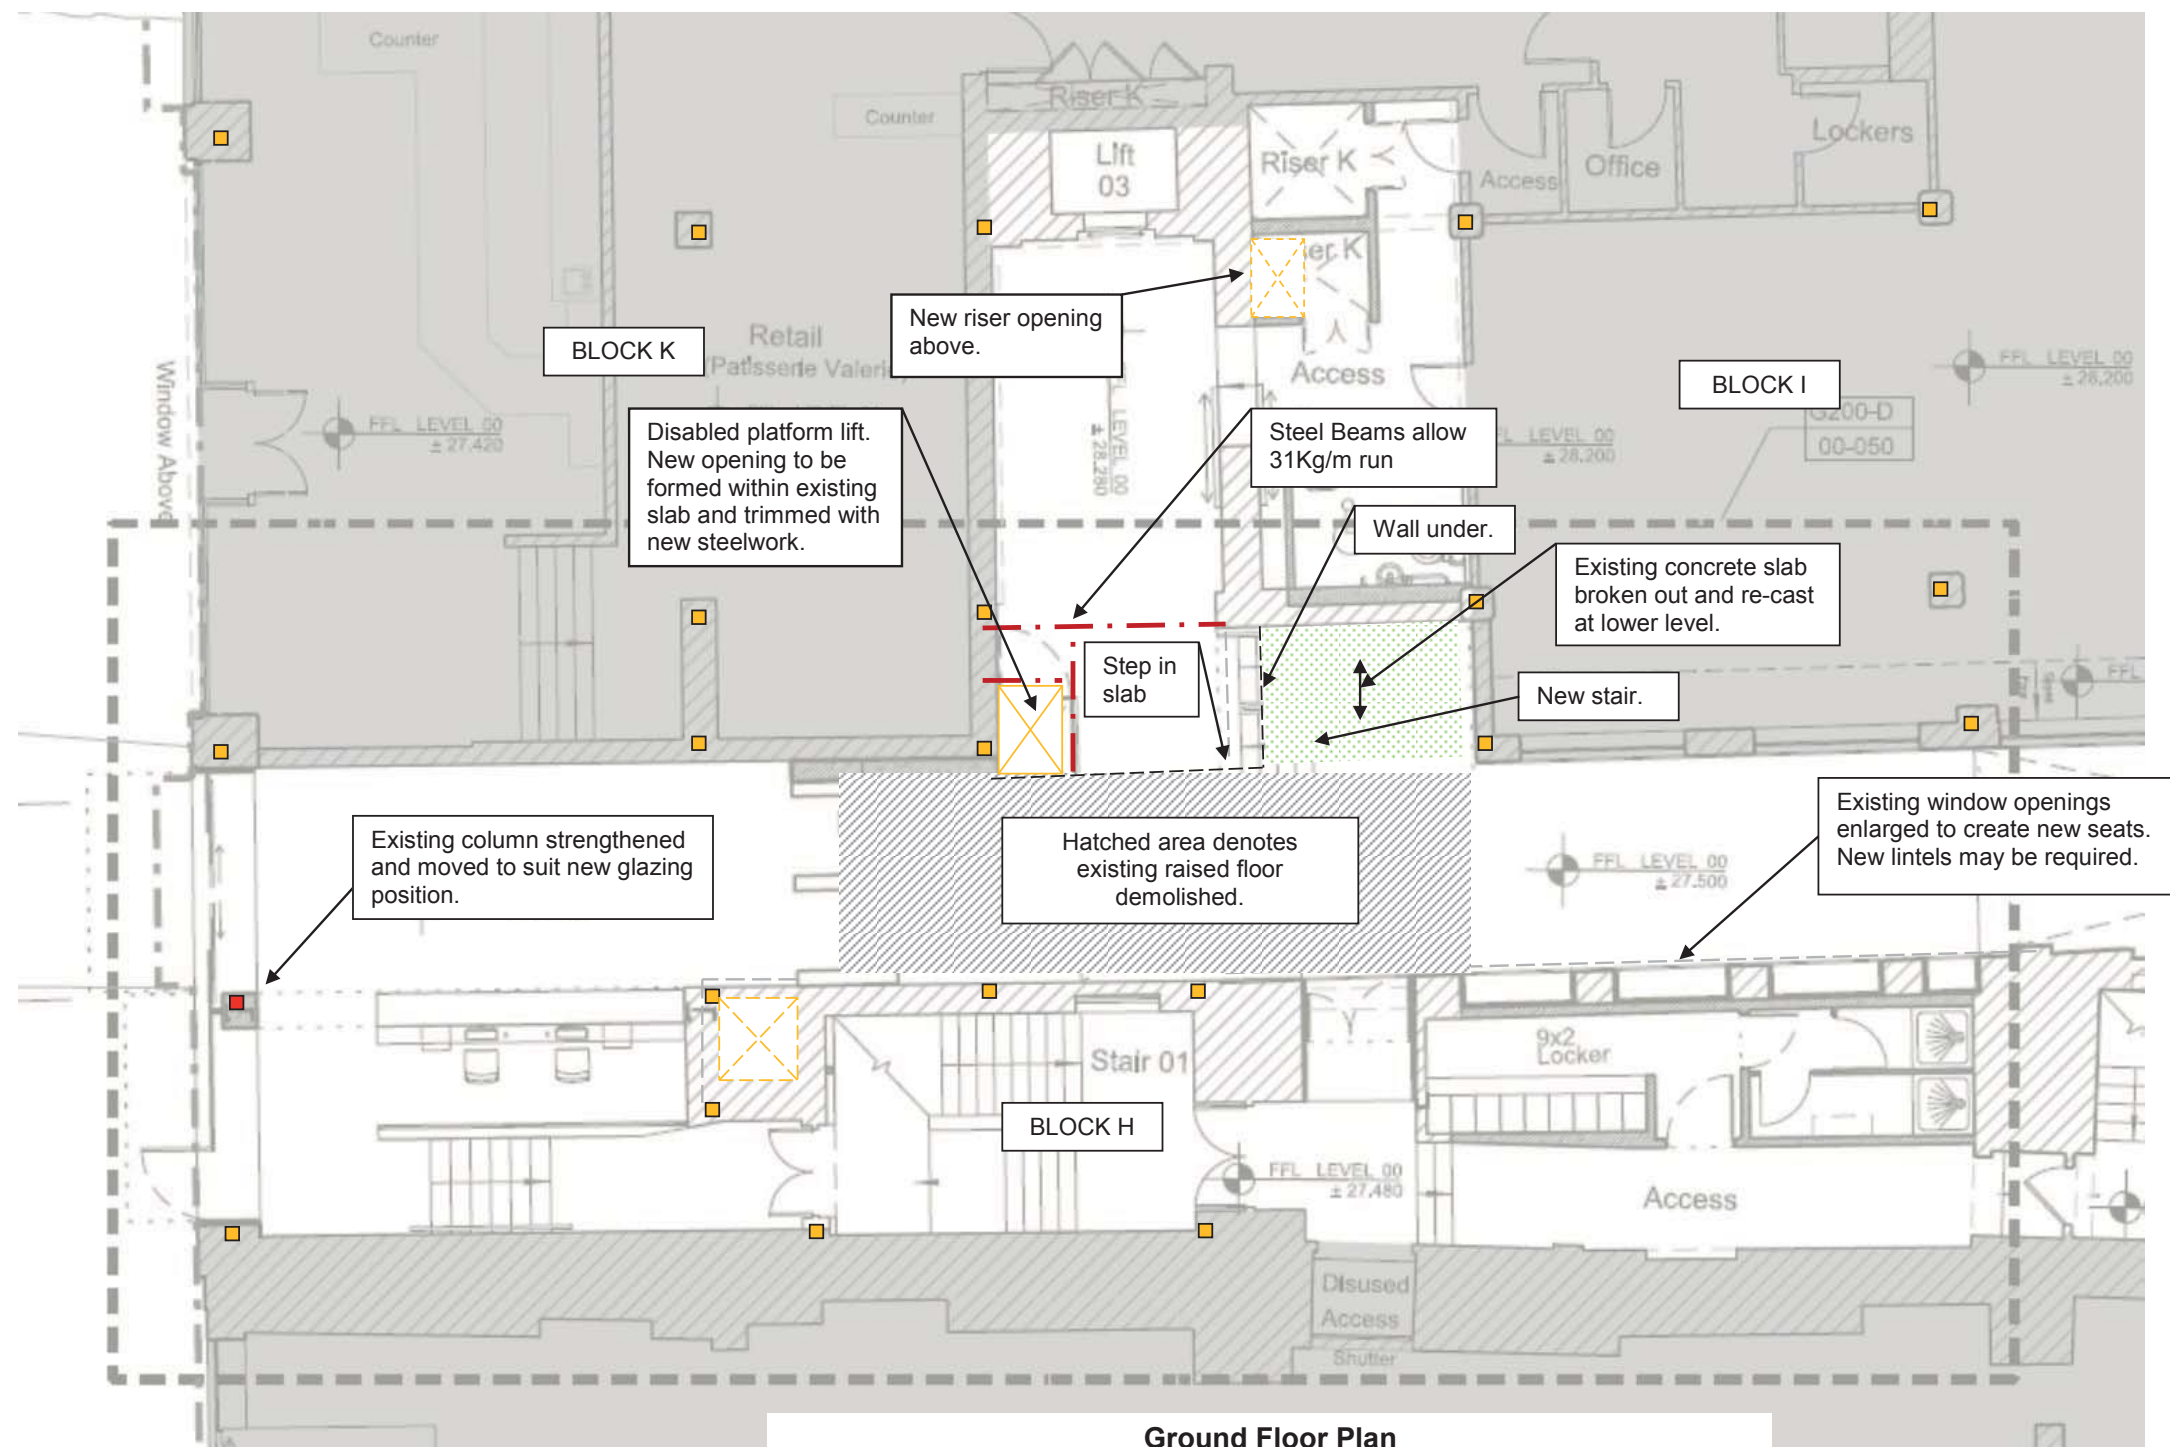 Counter
Riser K
Counter
Lift
03
Riser K
Access
Office
Lockers
er K
New riser opening
above.
BLOCK K
Retail
(Patisserie Valerie)
Access
BLOCK I
FFL LEVEL 00
± 28,200
Window Above
FFL LEVEL 00
± 27.420
Disabled platform lift.
New opening to be
formed within existing
slab and trimmed with
new steelwork.
LEVEL 00
± 28,280
Steel Beams allow
31Kg/m run
LEVEL 00
± 28,200
G200-D
00-050
Wall under.
Existing concrete slab
broken out and re-cast
at lower level.
Step in
slab
New stair.
FFL
Existing column strengthened
and moved to suit new glazing
position.
Hatched area denotes
existing raised floor
demolished.
FFL LEVEL 00
± 27.500
Existing window openings
enlarged to create new seats.
New lintels may be required.
Stair 01
9x2
Locker
BLOCK H
FFL LEVEL 00
± 27.480
Access
Disused
Access
Shutter
Ground Floor Plan